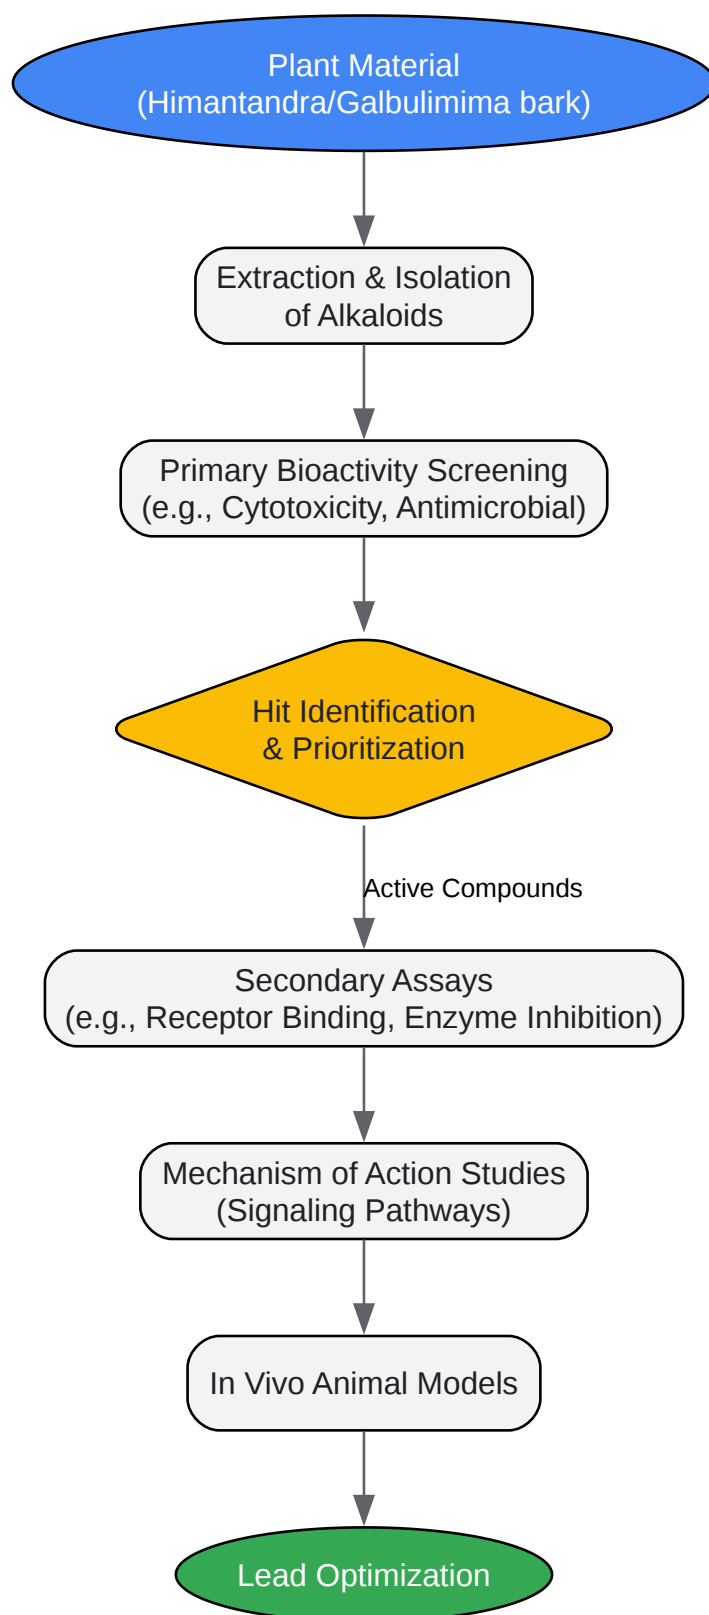 Plant Material
(Himantandra/Galbulimima bark)
Extraction & Isolation
of Alkaloids
Primary Bioactivity Screening
(e.g., Cytotoxicity, Antimicrobial)
Hit Identification
& Prioritization
Active Compounds
Secondary Assays
(e.g., Receptor Binding, Enzyme Inhibition)
Mechanism of Action Studies
(Signaling Pathways)
In Vivo Animal Models
Lead Optimization